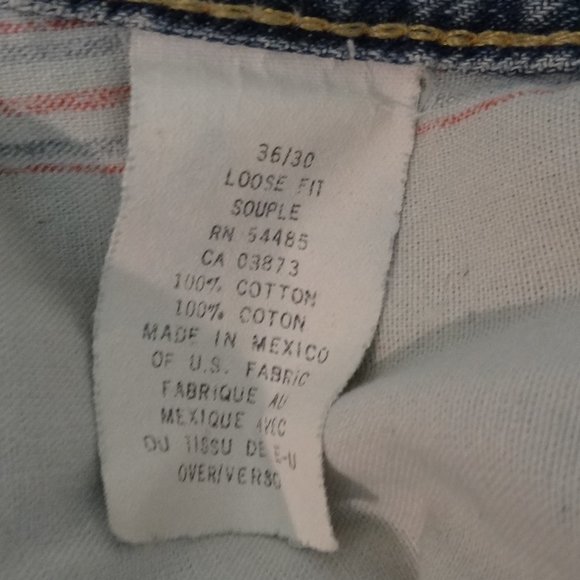 36/30
LOOSE FIT
SOUPLE
RN 54485
CA 03873
100% COTTON
100% COTON
MADE IN MEXICO
OF U.S. FABRIC
FABRIQUE AU
MEXIQUE AVEC
DU TISSU DE E-U
OVER/VERSO